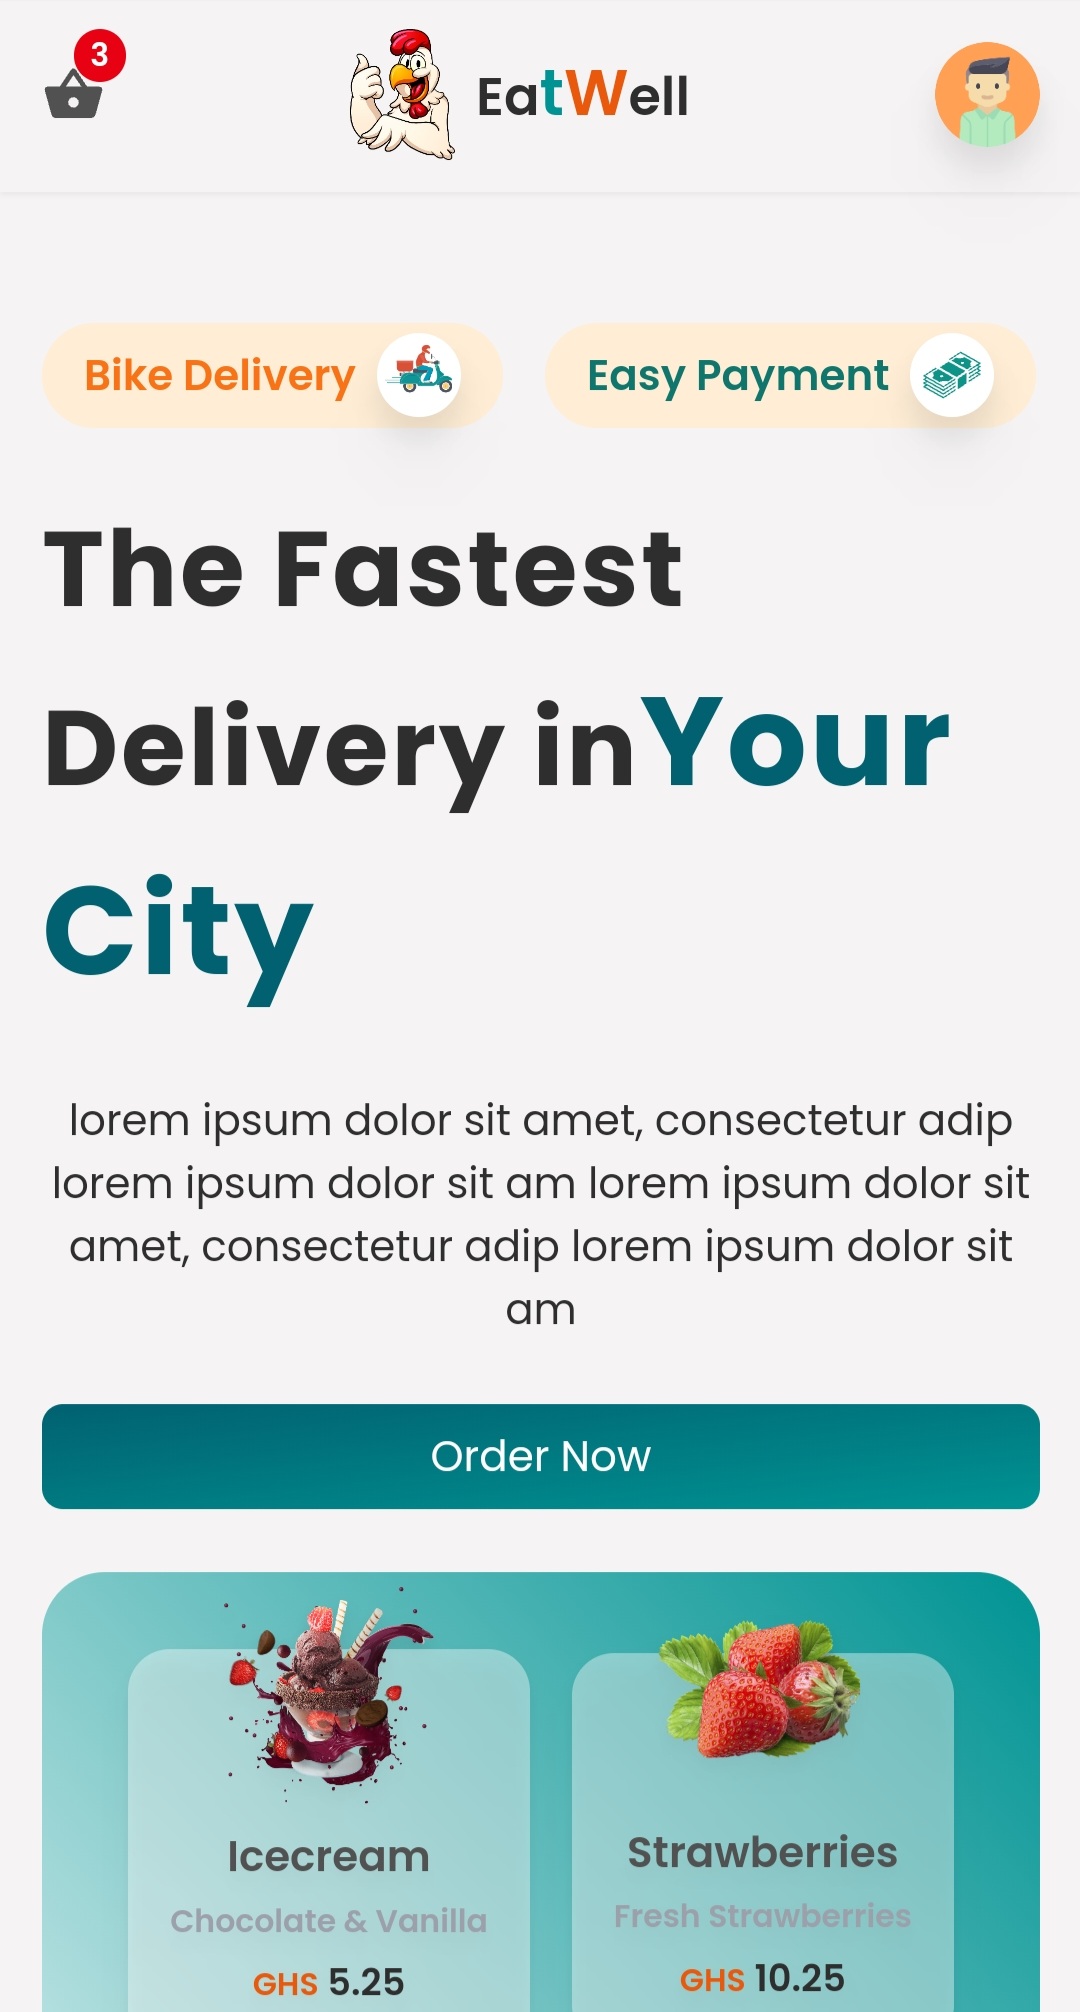 3
EatWell
Bike Delivery
Easy Payment
The Fastest
Delivery inYour
City
lorem ipsum dolor sit amet, consectetur adip
lorem ipsum dolor sit am lorem ipsum dolor sit
amet, consectetur adip lorem ipsum dolor sit
am
Order Now
Icecream
Chocolate & Vanilla
GHS 5.25
Strawberries
Fresh Strawberries
GHS 10.25